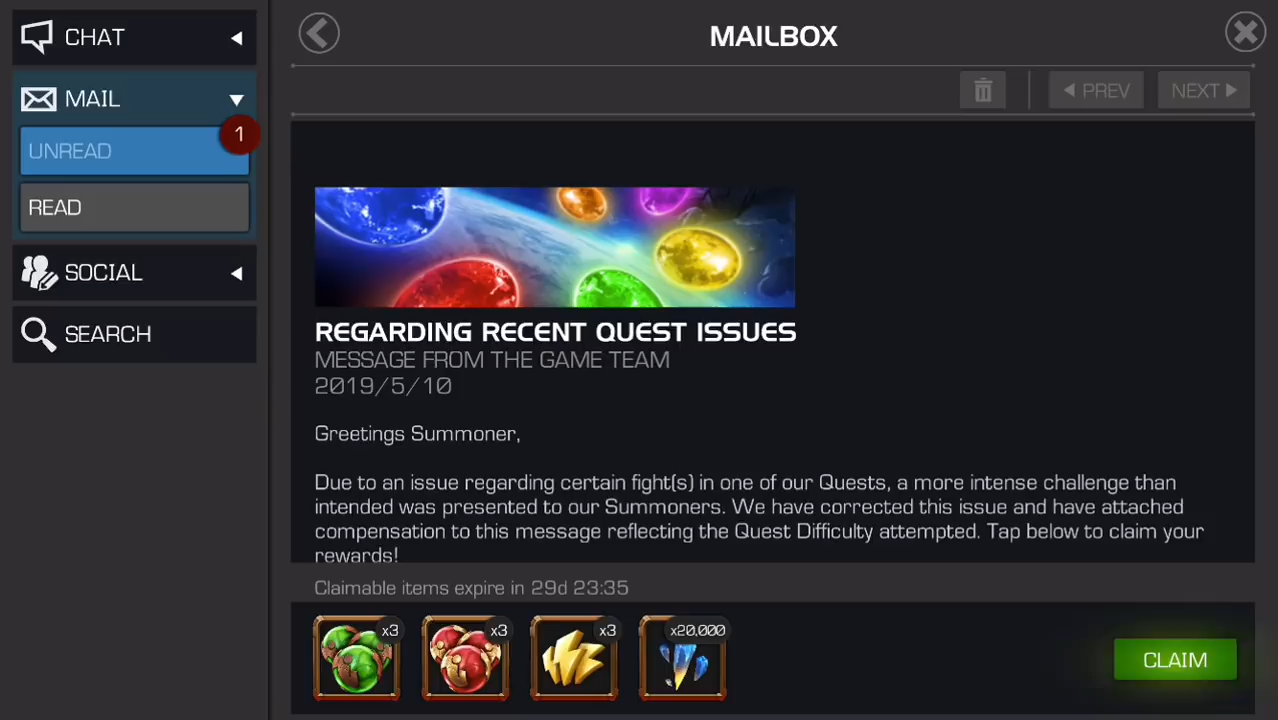 CHAT
MAIL
1
UNREAD
READ
SOCIAL
SEARCH
MAILBOX
PREV
NEXT
REGARDING RECENT QUEST ISSUES
MESSAGE FROM THE GAME TEAM
2019/5/10
Greetings Summoner,
Due to an issue regarding certain fight(s) in one of our Quests, a more intense challenge than
intended was presented to our Summoners. We have corrected this issue and have attached
compensation to this message reflecting the Quest Difficulty attempted. Tap below to claim your
rewards!
Claimable items expire in 29d 23:35
x3
x3
x3
x20,000
CLAIM